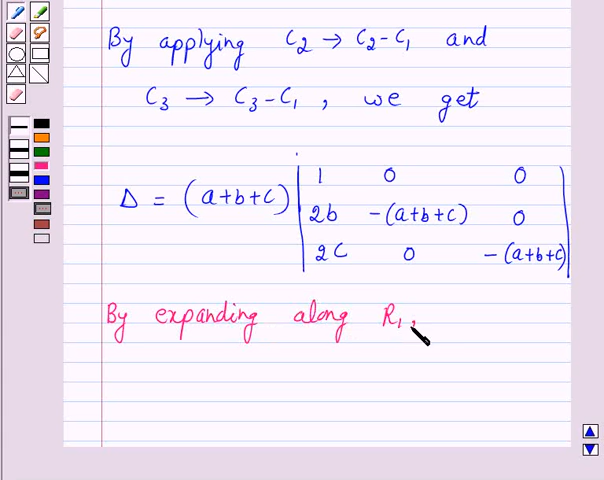 By applying C2 → C2-C1 and
C3 → C3-C1 , we get
Δ = (a+b+c) | 1 0 0 |
| 2b -(a+b+c) 0 |
| 2c 0 -(a+b+c) |
By expanding along R1,